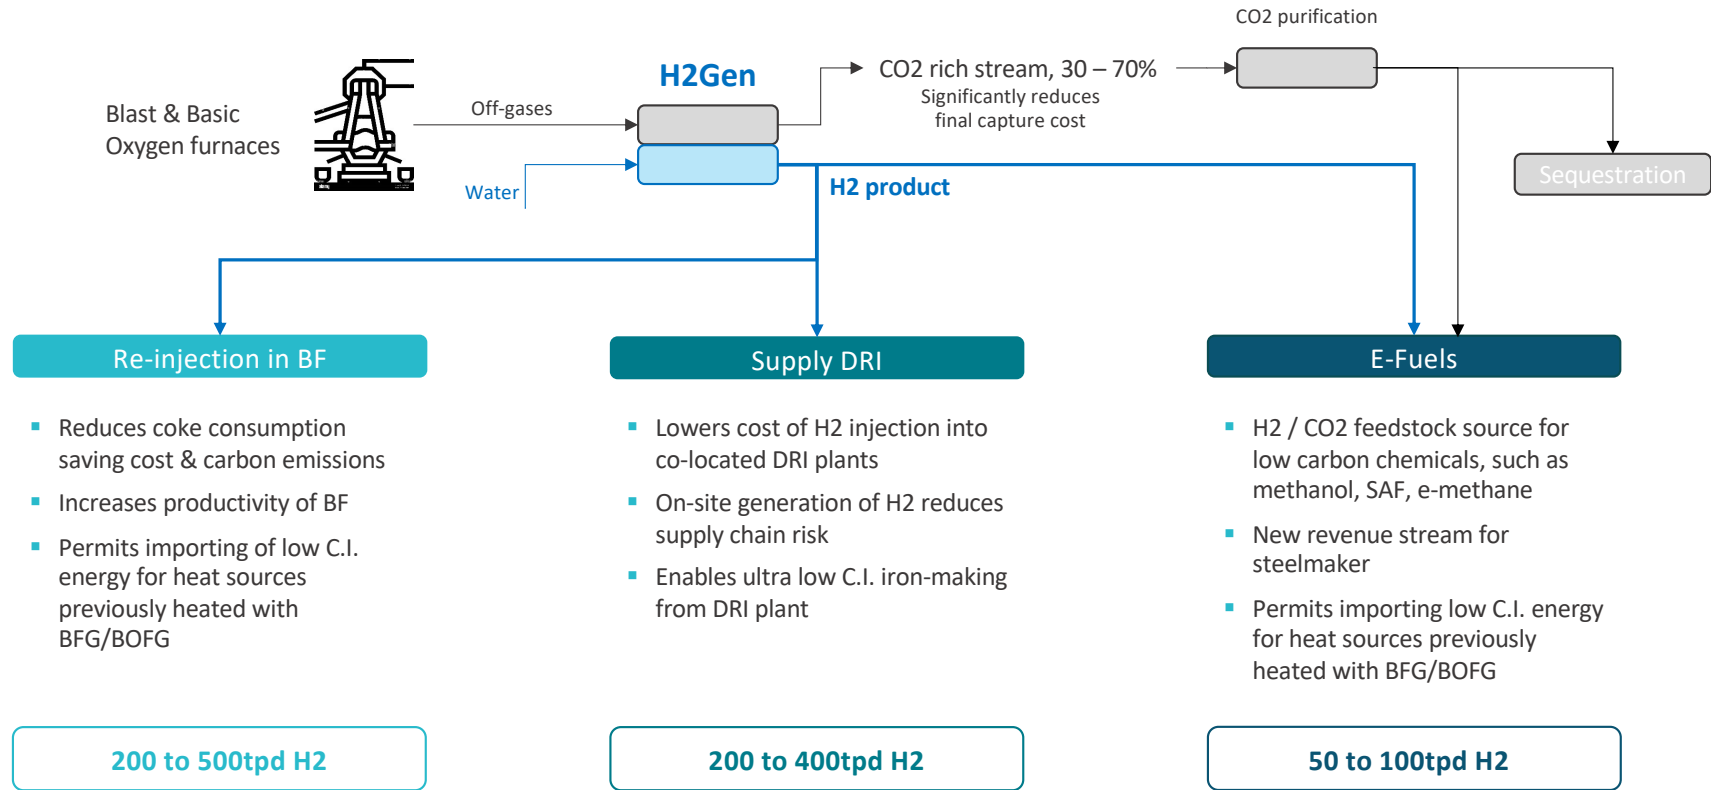 CO2 purification
H2Gen
CO2 rich stream, 30 – 70%
Significantly reduces
final capture cost
Blast & Basic
Oxygen furnaces
Off-gases
Water
H2 product
Sequestration
Re-injection in BF
▪ Reduces coke consumption
saving cost & carbon emissions
▪ Increases productivity of BF
▪ Permits importing of low C.I.
energy for heat sources
previously heated with
BFG/BOFG
200 to 500tpd H2
Supply DRI
▪ Lowers cost of H2 injection into
co-located DRI plants
▪ On-site generation of H2 reduces
supply chain risk
▪ Enables ultra low C.I. iron-making
from DRI plant
200 to 400tpd H2
E-Fuels
▪ H2 / CO2 feedstock source for
low carbon chemicals, such as
methanol, SAF, e-methane
▪ New revenue stream for
steelmaker
▪ Permits importing low C.I. energy
for heat sources previously
heated with BFG/BOFG
50 to 100tpd H2